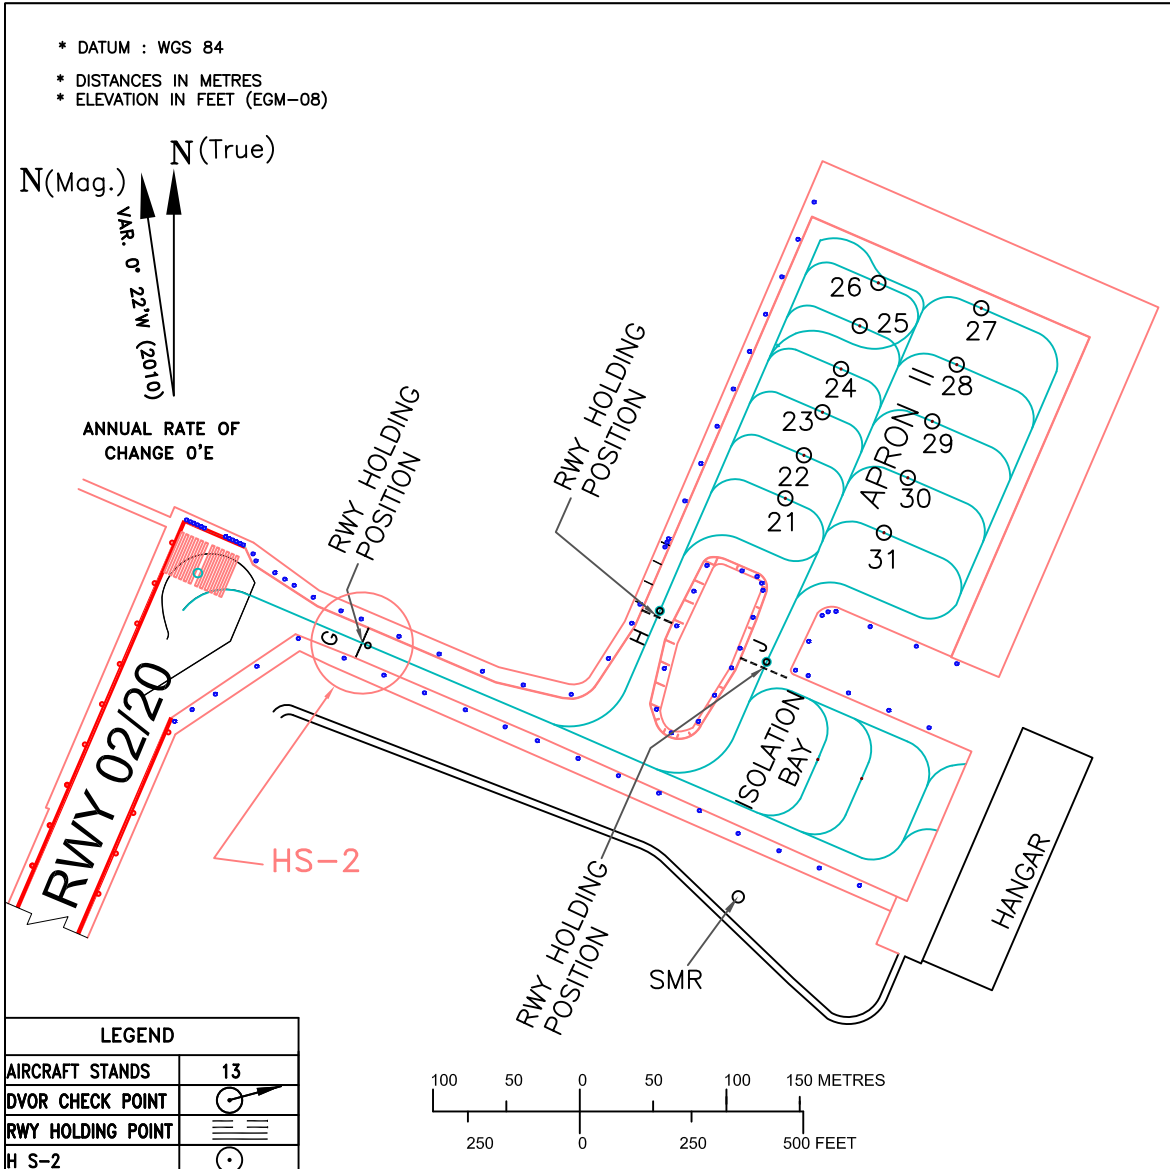 * DATUM : WGS 84
* DISTANCES IN METRES
* ELEVATION IN FEET (EGM-08)
N(True)
N(Mag.)
VAR. 0° 22'W (2010)
ANNUAL RATE OF
CHANGE 0'E
RWY HOLDING
POSITION
RWY HOLDING
POSITION
26
25
24
23
22
21
27
28
29
30
31
APRON II
G
H
J
ISOLATION
BAY
RWY 02/20
HS-2
RWY HOLDING
POSITION
SMR
HANGAR
LEGEND
AIRCRAFT STANDS 13
DVOR CHECK POINT
RWY HOLDING POINT
H S-2
100 50 0 50 100 150 METRES
250 0 250 500 FEET